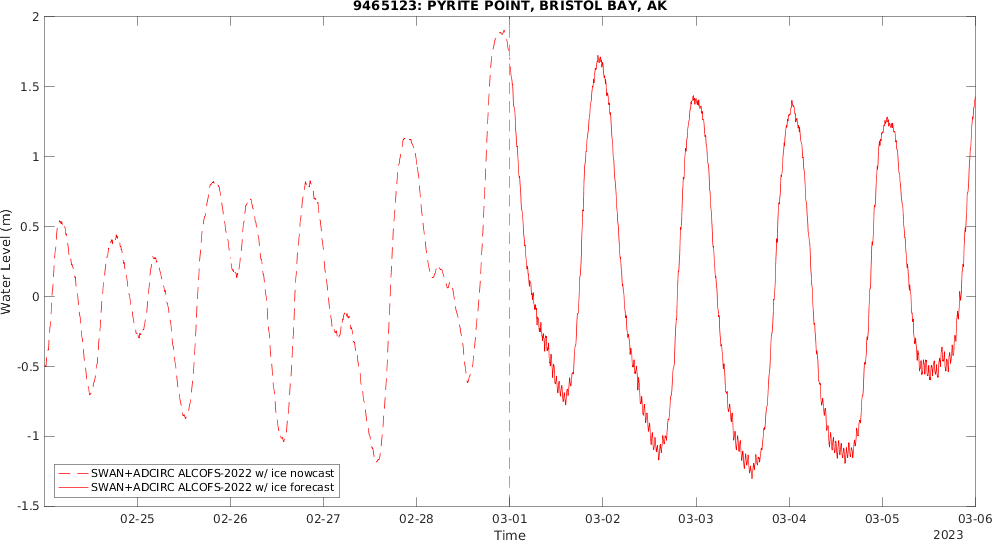 9465123: PYRITE POINT, BRISTOL BAY, AK
2
1.5
1
0.5
0
-0.5
-1
-1.5
Water Level (m)
SWAN+ADCIRC ALCOFS-2022 w/ ice nowcast
SWAN+ADCIRC ALCOFS-2022 w/ ice forecast
02-25 02-26 02-27 02-28 03-01 03-02 03-03 03-04 03-05 03-06
Time
2023